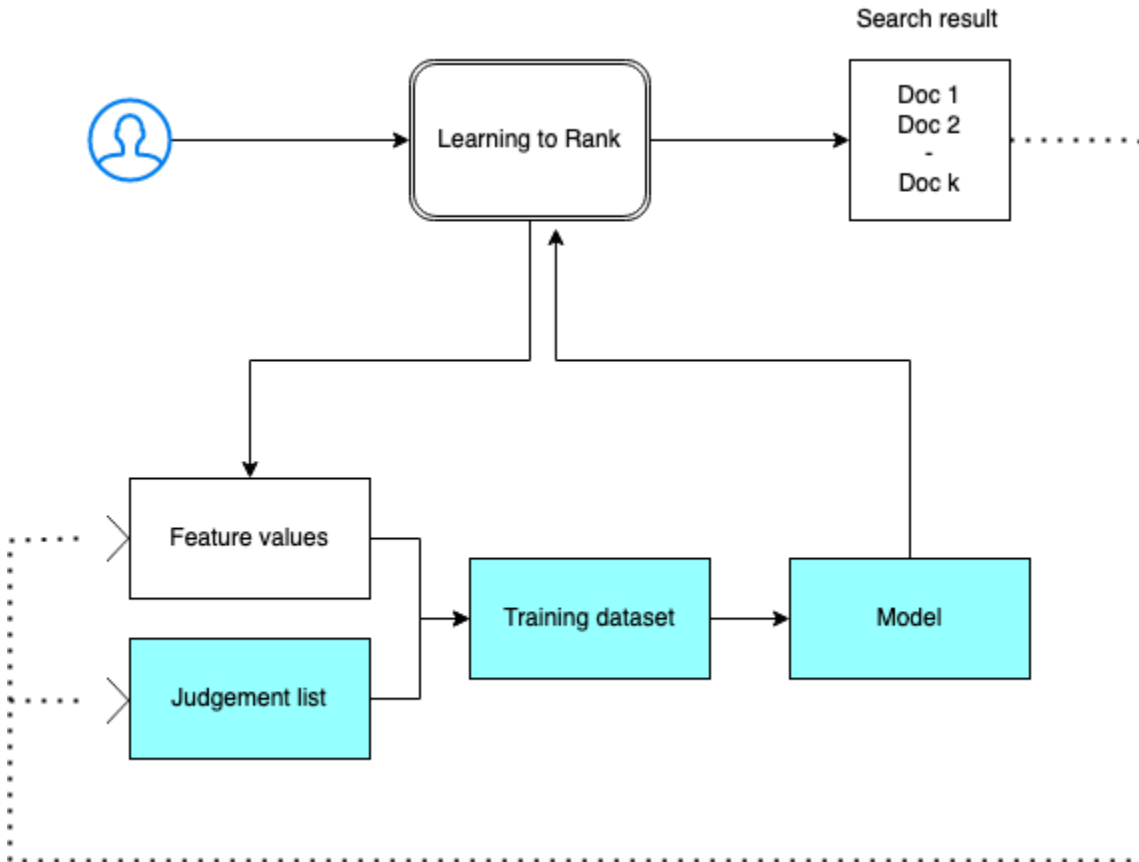 Search result
Learning to Rank
Doc 1
Doc 2
-
Doc k
Feature values
Training dataset
Model
Judgement list